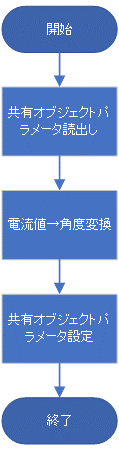 開始
共有オブジェクトパ
ラメータ読出し
電流値→角度変換
共有オブジェクトパ
ラメータ設定
終了